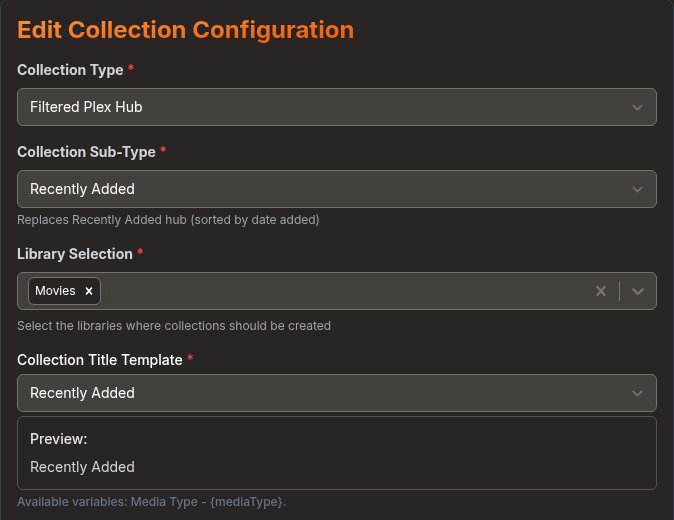 Edit Collection Configuration
Collection Type *
Filtered Plex Hub
Collection Sub-Type *
Recently Added
Replaces Recently Added hub (sorted by date added)
Library Selection *
Movies ×
Select the libraries where collections should be created
Collection Title Template *
Recently Added
Preview:
Recently Added
Available variables: Media Type - {mediaType}.